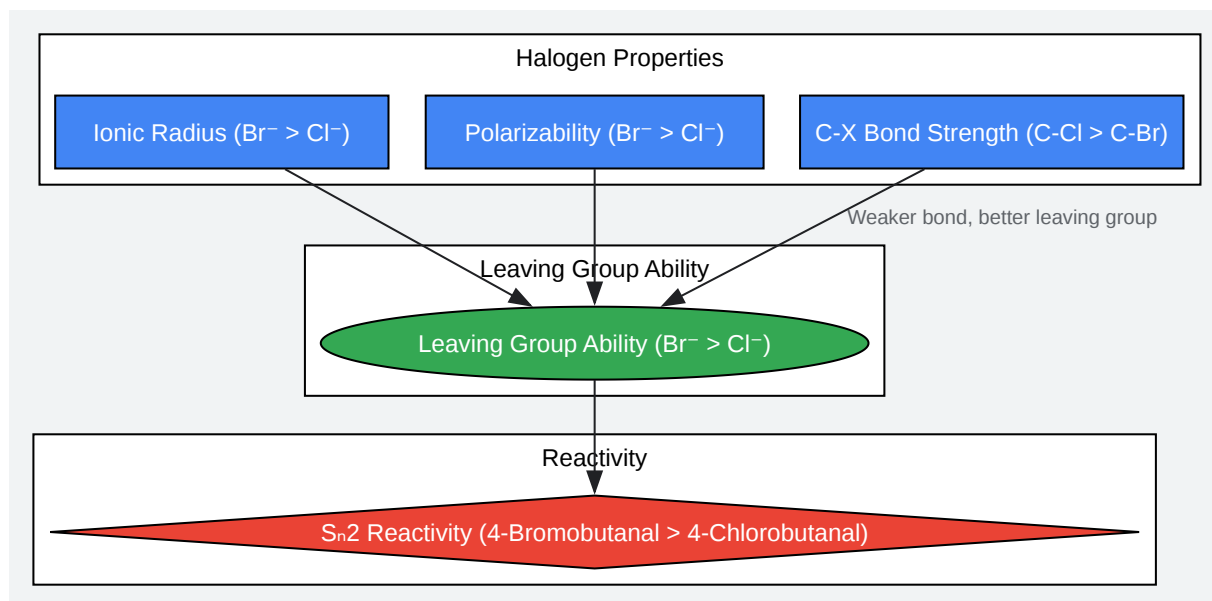 Halogen Properties
Ionic Radius (Br⁻ > Cl⁻)
Polarizability (Br⁻ > Cl⁻)
C-X Bond Strength (C-Cl > C-Br)
Weaker bond, better leaving group
Leaving Group Ability
Leaving Group Ability (Br⁻ > Cl⁻)
Reactivity
Sₙ2 Reactivity (4-Bromobutanal > 4-Chlorobutanal)